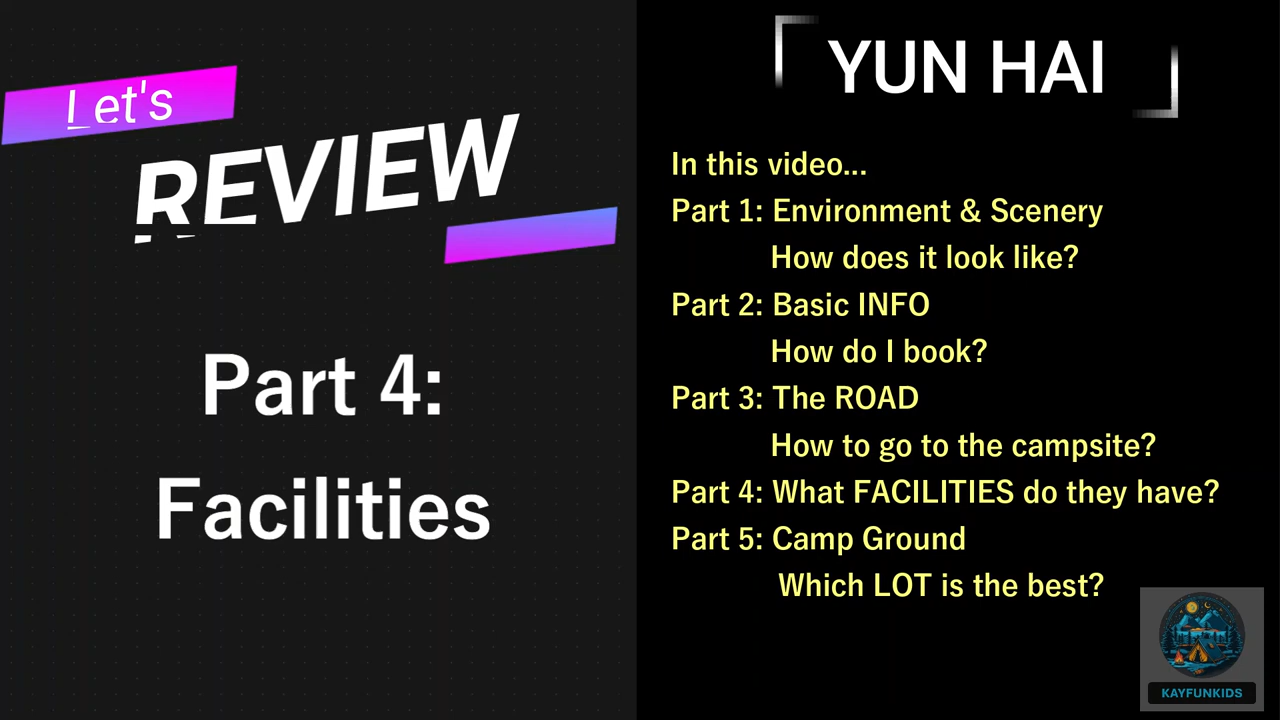 Let's
REVIEW
Part 4:
Facilities
YUN HAI
In this video...
Part 1: Environment & Scenery
How does it look like?
Part 2: Basic INFO
How do I book?
Part 3: The ROAD
How to go to the campsite?
Part 4: What FACILITIES do they have?
Part 5: Camp Ground
Which LOT is the best?
KAYFUNKIDS